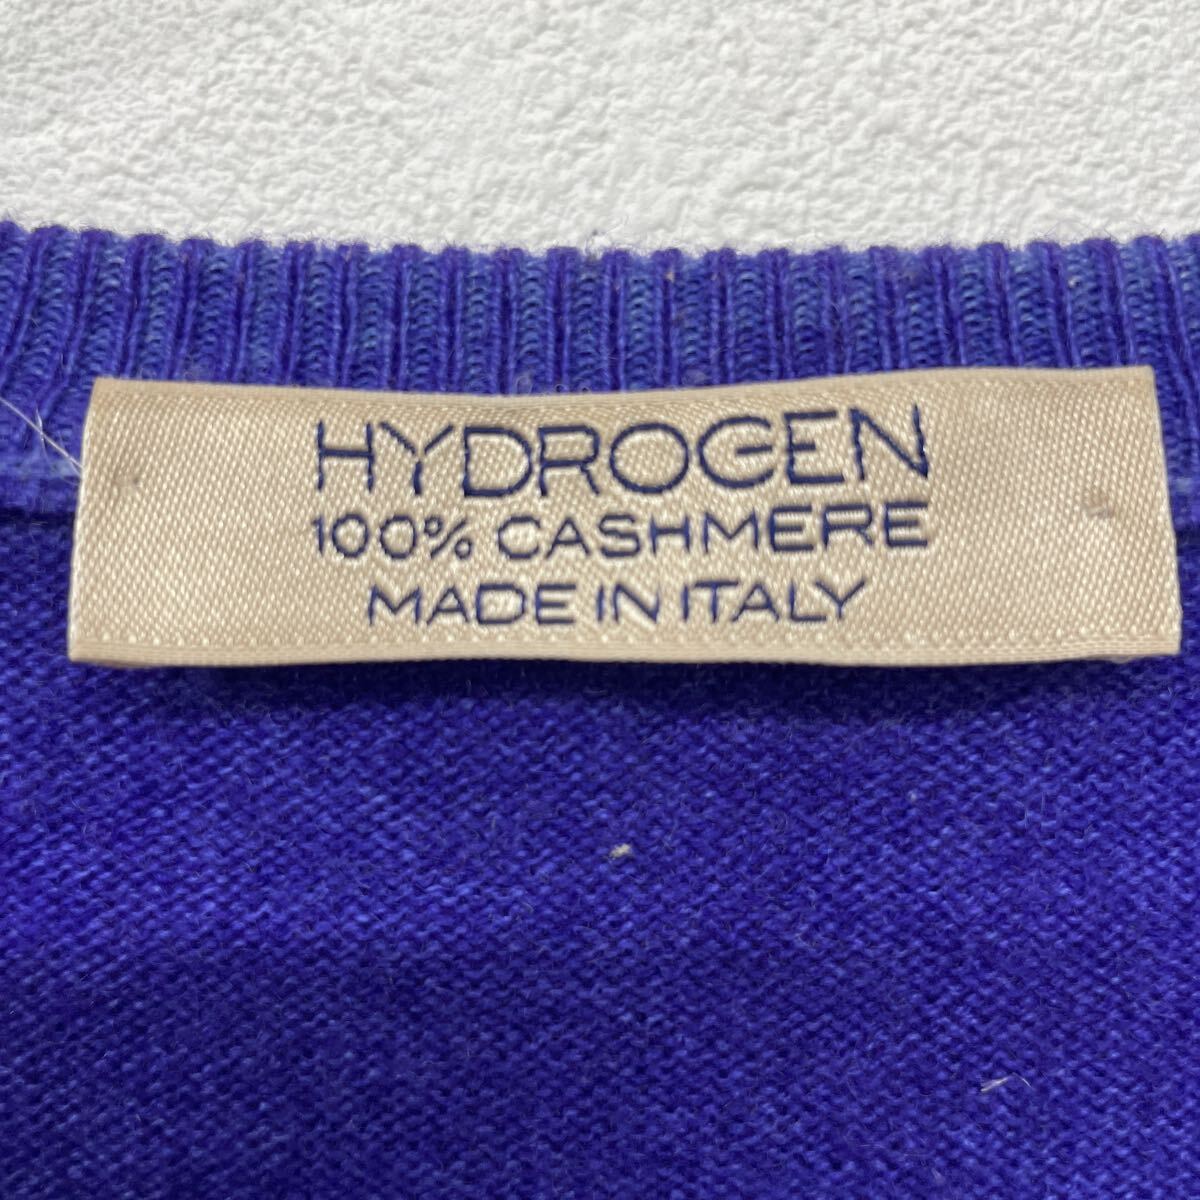 HYDROGEN
100% CASHMERE
MADE IN ITALY